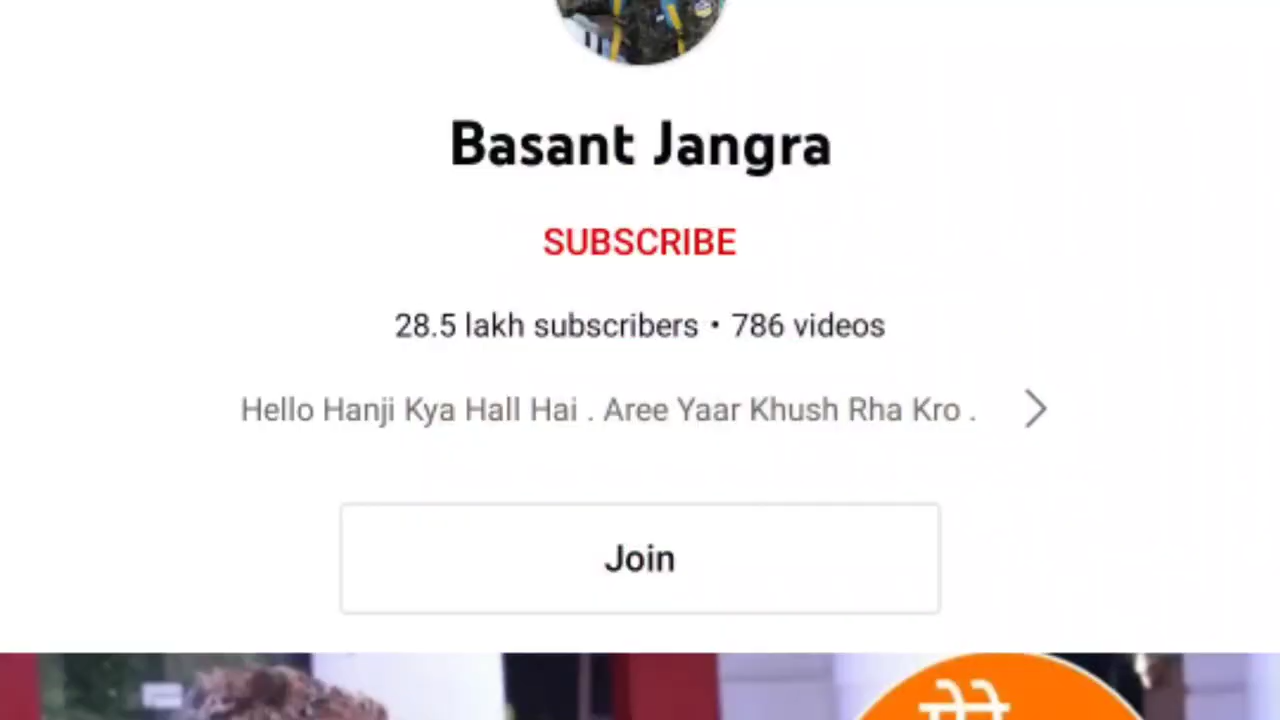 Basant Jangra
SUBSCRIBE
28.5 lakh subscribers • 786 videos
Hello Hanji Kya Hall Hai . Aree Yaar Khush Rha Kro .
Join